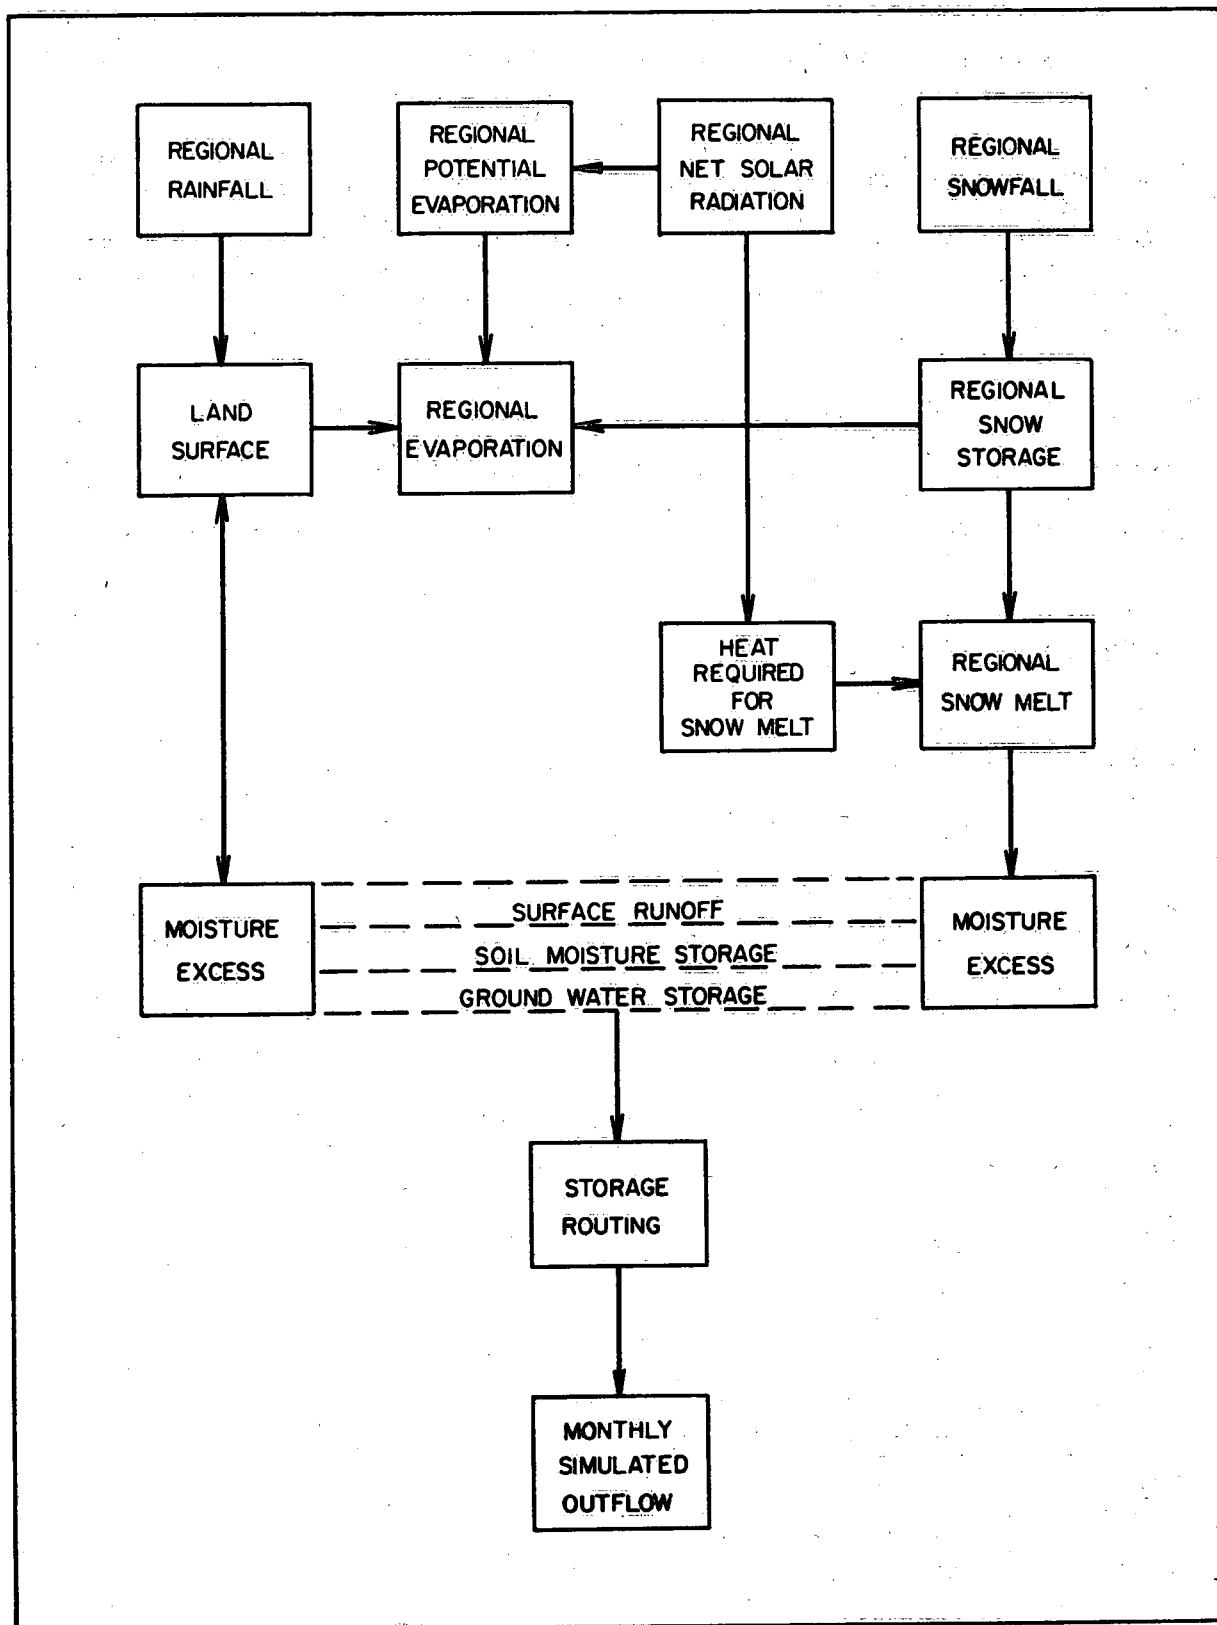 REGIONAL
RAINFALL
REGIONAL
POTENTIAL
EVAPORATION
REGIONAL
NET SOLAR
RADIATION
REGIONAL
SNOWFALL
LAND
SURFACE
REGIONAL
EVAPORATION
REGIONAL
SNOW
STORAGE
HEAT
REQUIRED
FOR
SNOW MELT
REGIONAL
SNOW MELT
MOISTURE
EXCESS
SURFACE RUNOFF
SOIL MOISTURE STORAGE
GROUND WATER STORAGE
MOISTURE
EXCESS
STORAGE
ROUTING
MONTHLY
SIMULATED
OUTFLOW